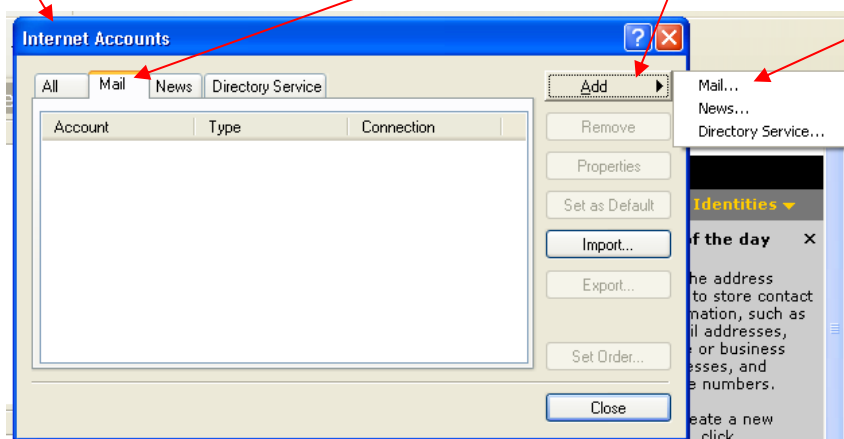 Internet Accounts
All Mail News Directory Service
Account Type Connection
Add
Remove
Properties
Set as Default
Import...
Export...
Set Order...
Close
Mail...
News...
Directory Service...
Identities
of the day
he address
to store contact
mation, such as
il addresses,
or business
esses, and
e numbers.
eate a new
click